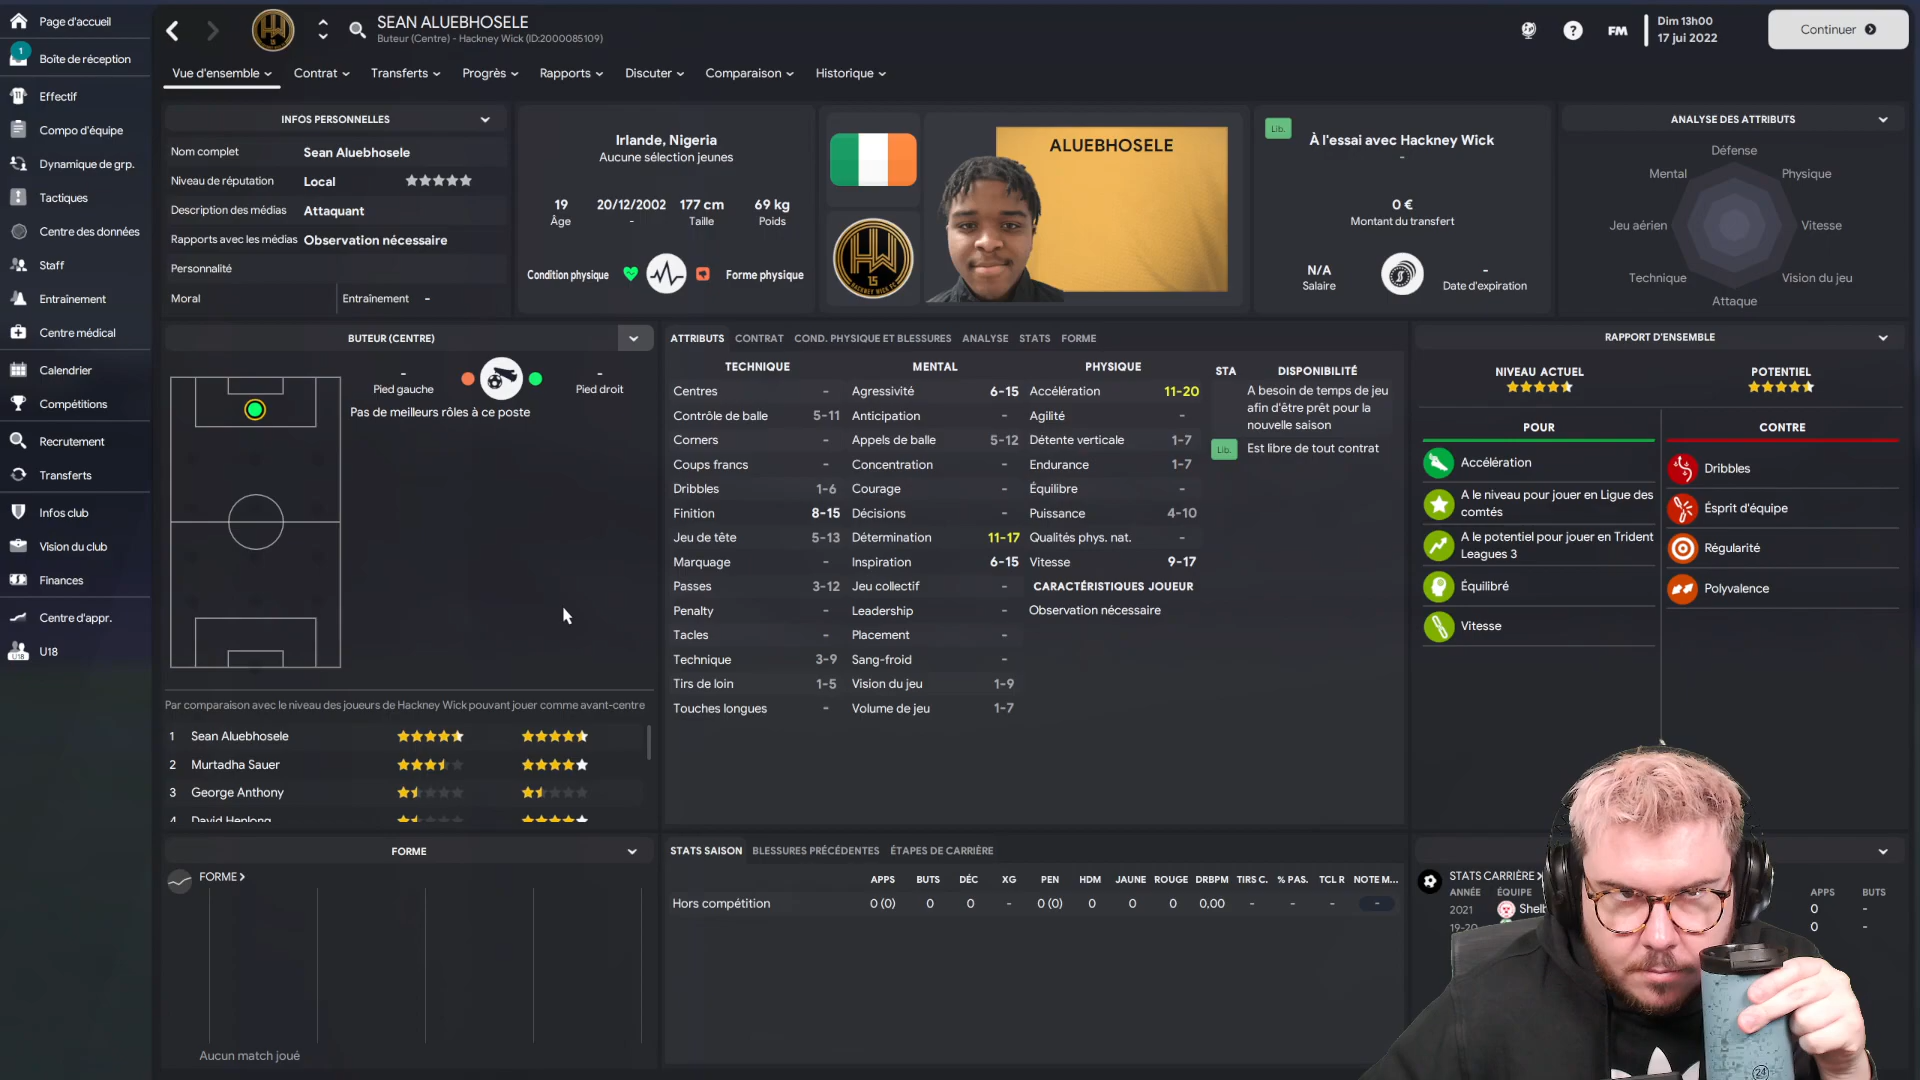 Page d'accueil
1
Boîte de réception
Effectif
Compo d'équipe
Dynamique de grp.
Tactiques
Centre des données
Staff
Entraînement
Centre médical
Calendrier
Compétitions
Recrutement
Transferts
Infos club
Vision du club
Finances
Centre d'appr.
U18
SEAN ALUEBHOSELE
Buteur (Centre) - Hackney Wick (ID:2000085109)
FM
Dim 13h00
17 jui 2022
Continuer
Vue d'ensemble Contrat Transferts Progrès Rapports Discuter Comparaison Historique
INFOS PERSONNELLES
Nom complet Sean Aluebhosele
Niveau de réputation Local
Description des médias Attaquant
Rapports avec les médias Observation nécessaire
Personnalité
Moral Entraînement -
Irlande, Nigeria
Aucune sélection jeunes
19 20/12/2002 177 cm 69 kg
Âge - Taille Poids
Condition physique Forme physique
ALUEBHOSELE
HACKNEY WICK FC
Lib.
À l'essai avec Hackney Wick
-
0 €
Montant du transfert
N/A -
Salaire Date d'expiration
ANALYSE DES ATTRIBUTS
Défense
Mental Physique
Jeu aérien Vitesse
Technique Vision du jeu
Attaque
BUTEUR (CENTRE)
- -
Pied gauche Pied droit
Pas de meilleurs rôles à ce poste
Par comparaison avec le niveau des joueurs de Hackney Wick pouvant jouer comme avant-centre
1 Sean Aluebhosele
2 Murtadha Sauer
3 George Anthony
4 David Henlong
ATTRIBUTS CONTRAT COND. PHYSIQUE ET BLESSURES ANALYSE STATS FORME
TECHNIQUE MENTAL PHYSIQUE
Centres - Agressivité 6-15 Accélération 11-20
Contrôle de balle 5-11 Anticipation - Agilité -
Corners - Appels de balle 5-12 Détente verticale 1-7
Coups francs - Concentration - Endurance 1-7
Dribbles 1-6 Courage - Équilibre -
Finition 8-15 Décisions - Puissance 4-10
Jeu de tête 5-13 Détermination 11-17 Qualités phys. nat. -
Marquage - Inspiration 6-15 Vitesse 9-17
Passes 3-12 Jeu collectif - CARACTÉRISTIQUES JOUEUR
Penalty - Leadership - Observation nécessaire
Tacles - Placement -
Technique 3-9 Sang-froid -
Tirs de loin 1-5 Vision du jeu 1-9
Touches longues - Volume de jeu 1-7
STA DISPONIBILITÉ
A besoin de temps de jeu
afin d'être prêt pour la
nouvelle saison
Lib. Est libre de tout contrat
RAPPORT D'ENSEMBLE
NIVEAU ACTUEL POTENTIEL
POUR CONTRE
Accélération
A le niveau pour jouer en Ligue des
comtés
A le potentiel pour jouer en Trident
Leagues 3
Équilibré
Vitesse
Dribbles
Ésprit d'équipe
Régularité
Polyvalence
FORME
FORME
Aucun match joué
STATS SAISON BLESSURES PRÉCÉDENTES ÉTAPES DE CARRIÈRE
APPS BUTS DÉC XG PEN HDM JAUNE ROUGE DRBPM TIRS C. % PAS. TCL R NOTE M...
Hors compétition 0 (0) 0 0 - 0 (0) 0 0 0 0,00 - - - -
STATS CARRIÈRE
ANNÉE ÉQUIPE APPS BUTS
2021 Shelb 0 -
19-20 0 -
24